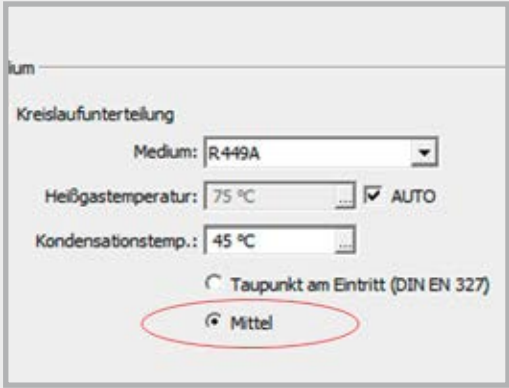 ium
Kreislaufunterteilung
Medium: R449A
Heißgastemperatur: 75 °C ... AUTO
Kondensationstemp.: 45 °C ...
Taupunkt am Eintritt (DIN EN 327)
Mittel